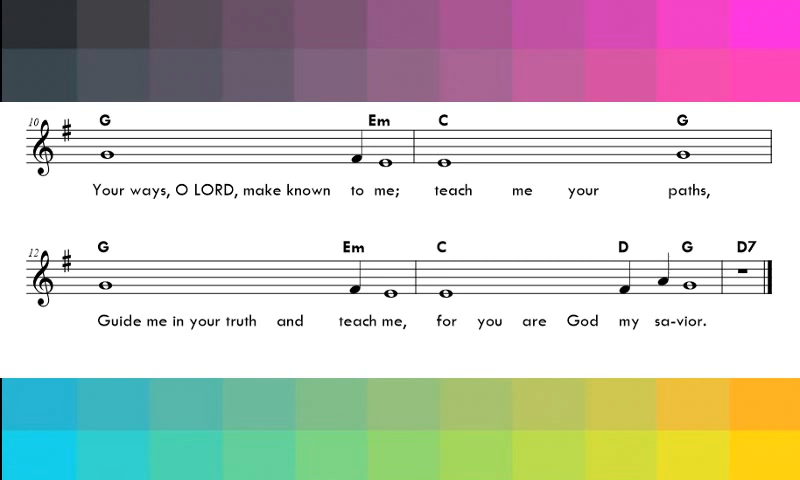 G Em C G
10
Your ways, O LORD, make known to me; teach me your paths,
G Em C D G D7
12
Guide me in your truth and teach me, for you are God my sa-vior.